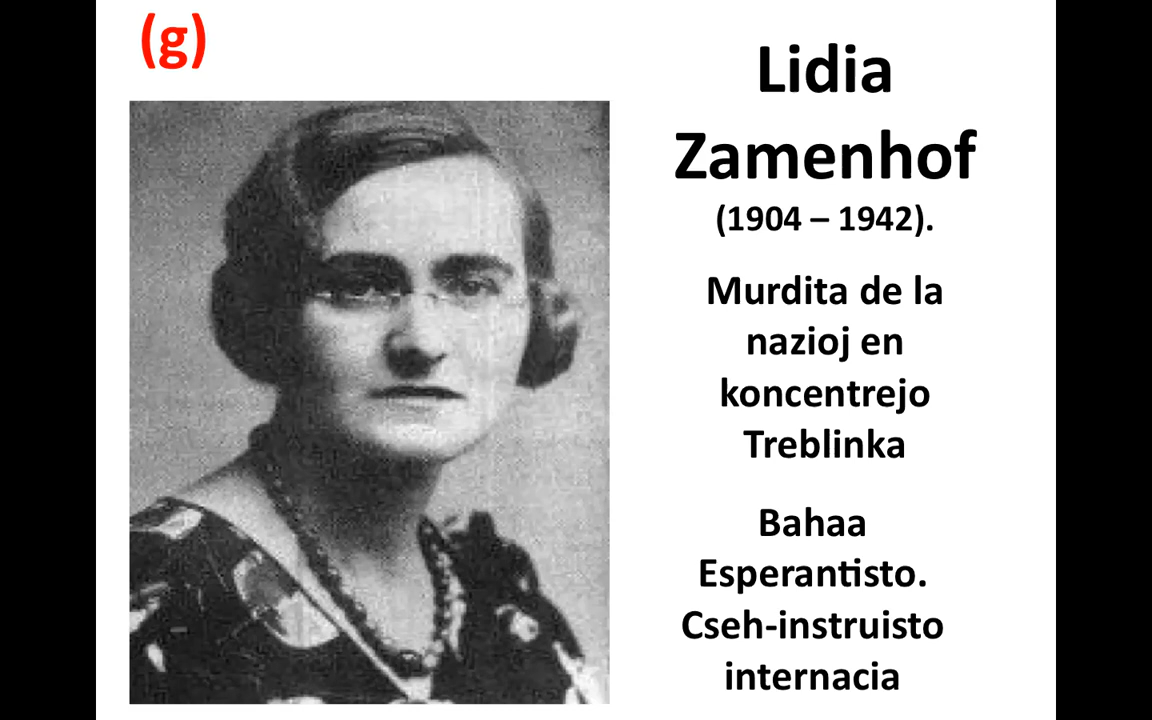 (g)
Lidia
Zamenhof
(1904 – 1942).
Murdita de la
nazioj en
koncentrejo
Treblinka
Bahaa
Esperantisto.
Cseh-instruisto
internacia